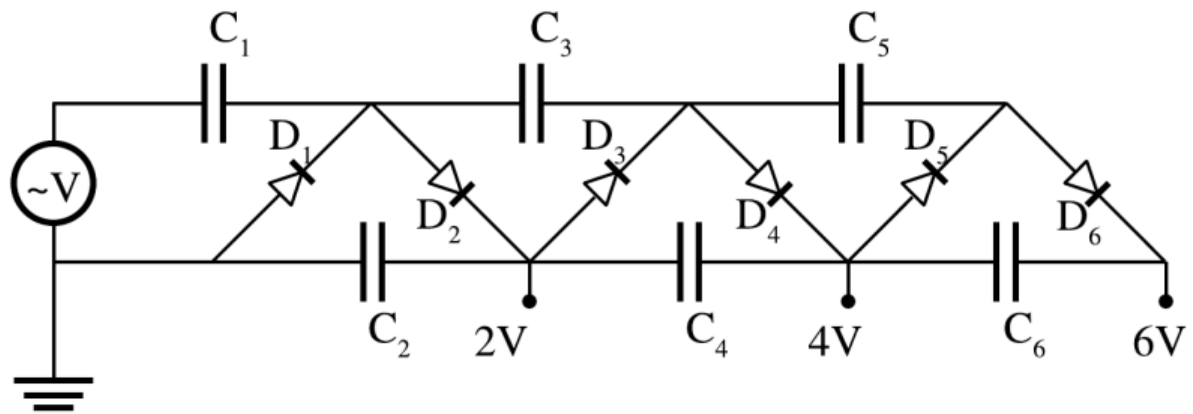 C₁ C₃ C₅
D₁ D₃ D₅
~V
D₂ D₄ D₆
C₂ 2V C₄ 4V C₆ 6V